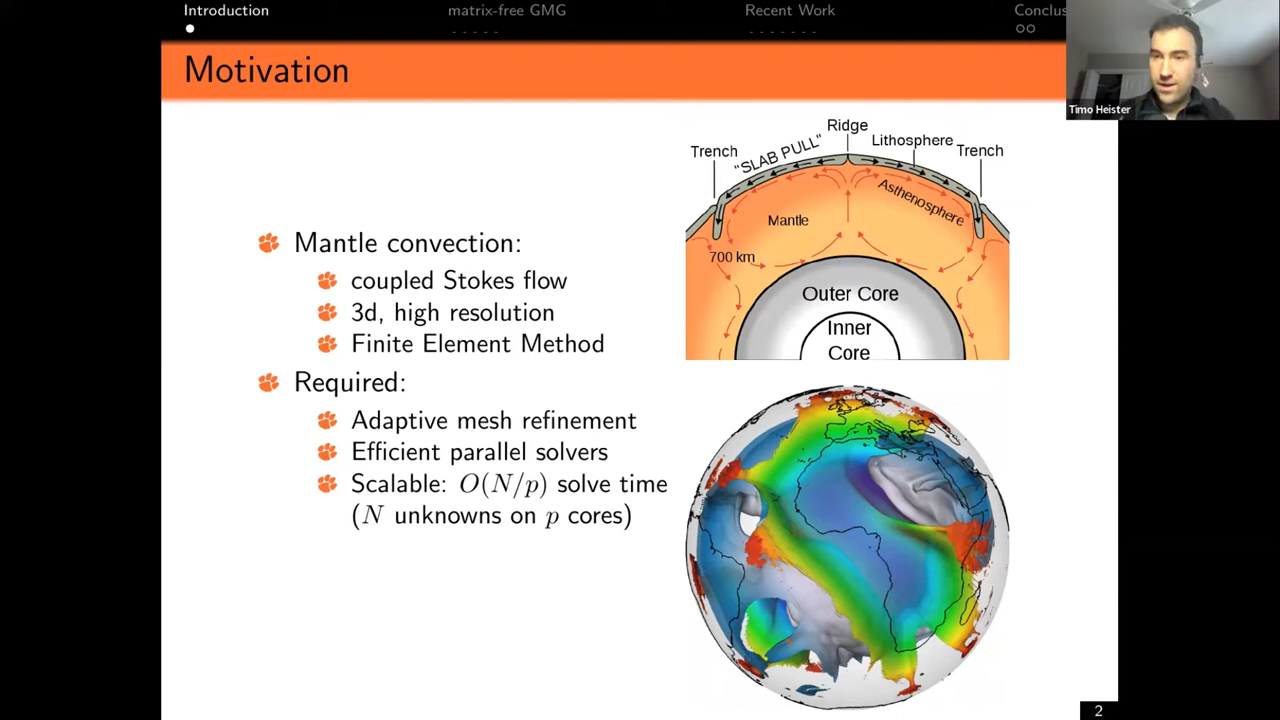 Introduction
matrix-free GMG
Recent Work
Conclus
Timo Heister
Motivation
Mantle convection:
coupled Stokes flow
3d, high resolution
Finite Element Method
Required:
Adaptive mesh refinement
Efficient parallel solvers
Scalable: O(N/p) solve time
(N unknowns on p cores)
Ridge
Trench
"SLAB PULL"
Lithosphere
Trench
Asthenosphere
Mantle
700 km
Outer Core
Inner
Core
2